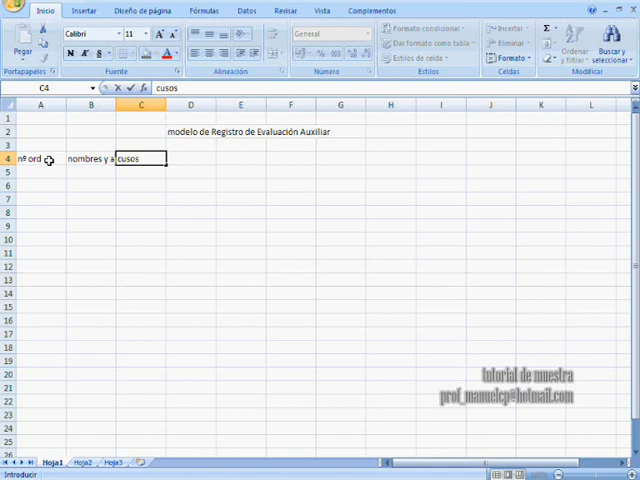 Inicio Insertar Diseño de página Fórmulas Datos Revisar Vista Complementos
Pegar
Calibri 11
N K S
General
Formato condicional
Dar formato como tabla
Estilos de celda
Insertar
Eliminar
Formato
Ordenar y filtrar
Buscar y seleccionar
Portapapeles Fuente Alineación Número Estilos Celdas Modificar
C4 cusos
A B C D E F G H I J K L
1
2 modelo de Registro de Evaluación Auxiliar
3
4 nº ord nombres y a cusos
5
6
7
8
9
10
11
12
13
14
15
16
17
18
19
20
21
22
23
24
25
26
tutorial de muestra
prof_manuelcp@hotmail.com
Hoja1 Hoja2 Hoja3
Introducir